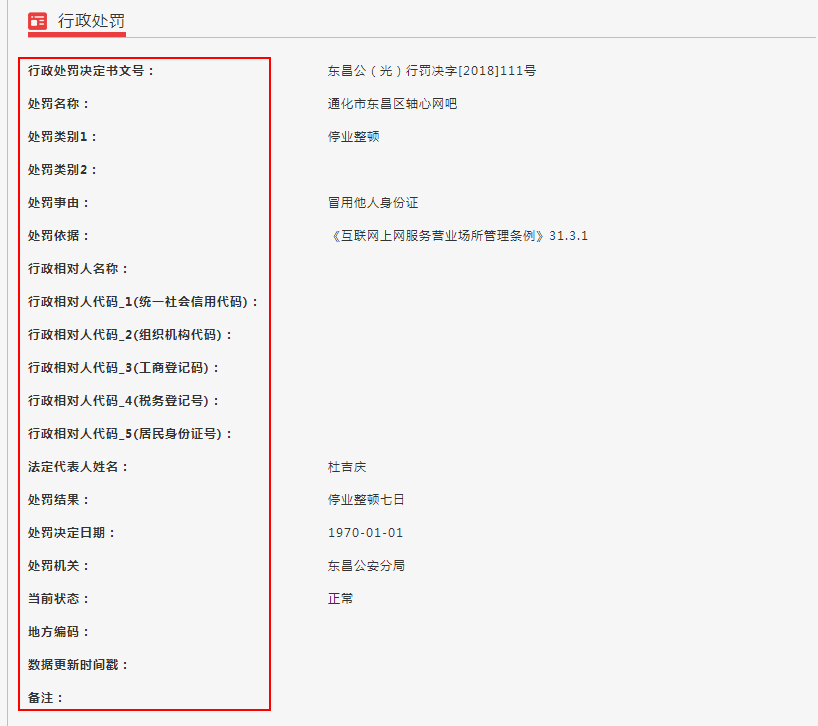 行政处罚
行政处罚决定书文号： 东昌公（光）行罚决字[2018]111号
处罚名称： 通化市东昌区轴心网吧
处罚类别1： 停业整顿
处罚类别2：
处罚事由： 冒用他人身份证
处罚依据： 《互联网上网服务营业场所管理条例》31.3.1
行政相对人名称：
行政相对人代码_1(统一社会信用代码)：
行政相对人代码_2(组织机构代码)：
行政相对人代码_3(工商登记码)：
行政相对人代码_4(税务登记号)：
行政相对人代码_5(居民身份证号)：
法定代表人姓名： 杜吉庆
处罚结果： 停业整顿七日
处罚决定日期： 1970-01-01
处罚机关： 东昌公安分局
当前状态： 正常
地方编码：
数据更新时间戳：
备注：